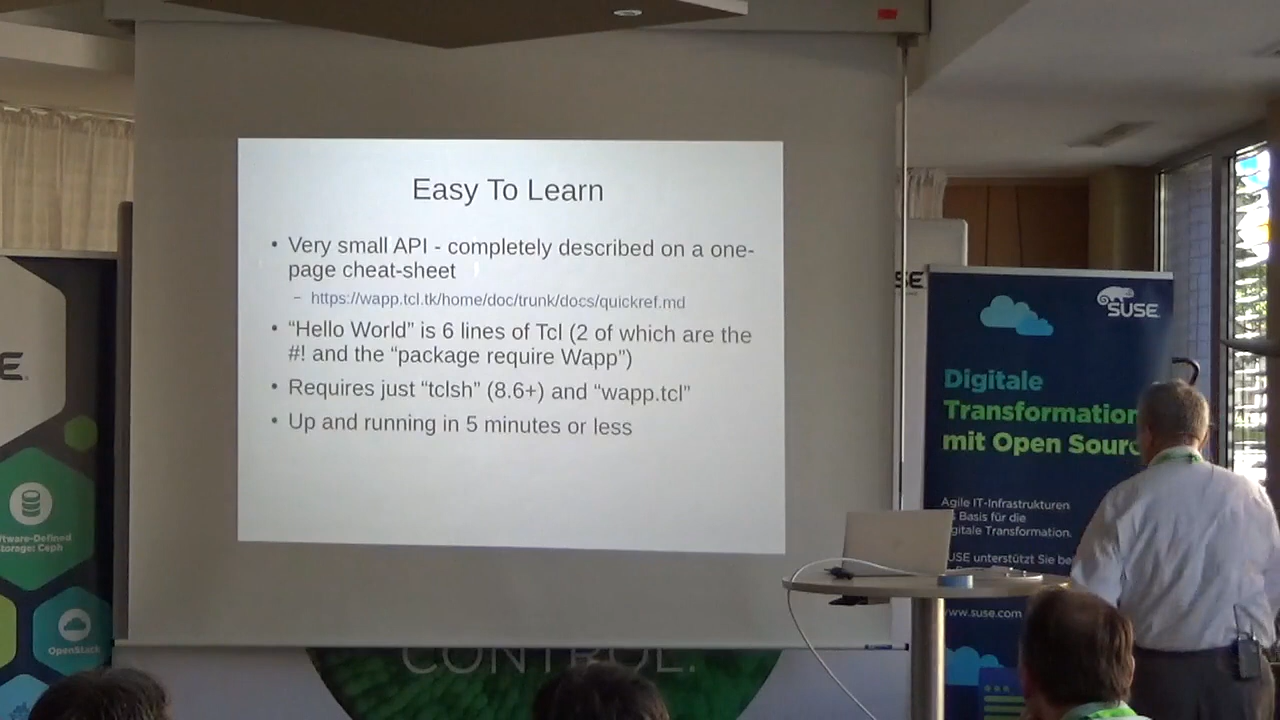 Easy To Learn
• Very small API - completely described on a one-
page cheat-sheet
– https://wapp.tcl.tk/home/doc/trunk/docs/quickref.md
• “Hello World” is 6 lines of Tcl (2 of which are the
#! and the “package require Wapp”)
• Requires just “tclsh” (8.6+) and “wapp.tcl”
• Up and running in 5 minutes or less
SUSE
Digitale
Transformation
mit Open Sourc
Agile IT-Infrastrukturen
Basis für die
gitale Transformation.
USE unterstützt Sie be
www.suse.com
SE
E
ftware-Defined
torage: Ceph
OpenStack
CONTROL.